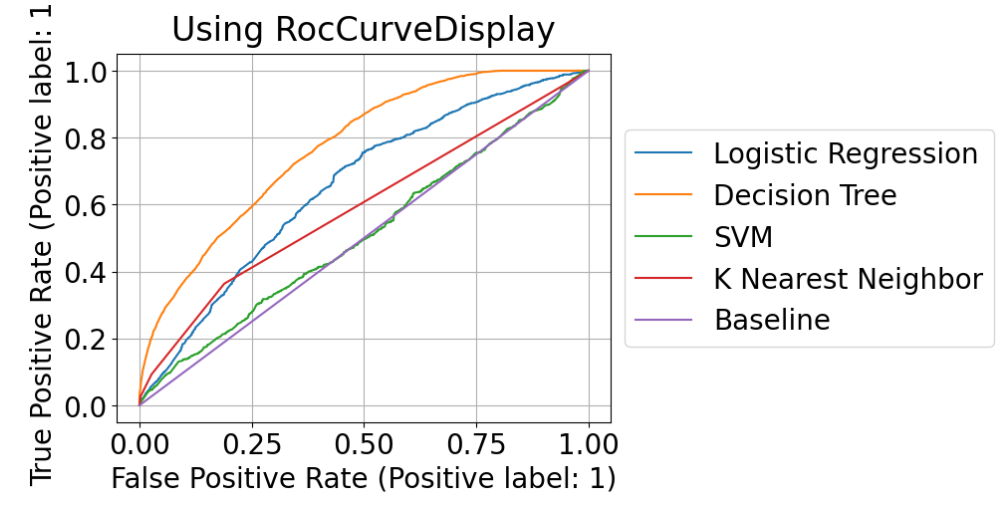 Using RocCurveDisplay
True Positive Rate (Positive label: 1
1.0
0.8
0.6
0.4
0.2
0.0
0.00 0.25 0.50 0.75 1.00
False Positive Rate (Positive label: 1)
Logistic Regression
Decision Tree
SVM
K Nearest Neighbor
Baseline